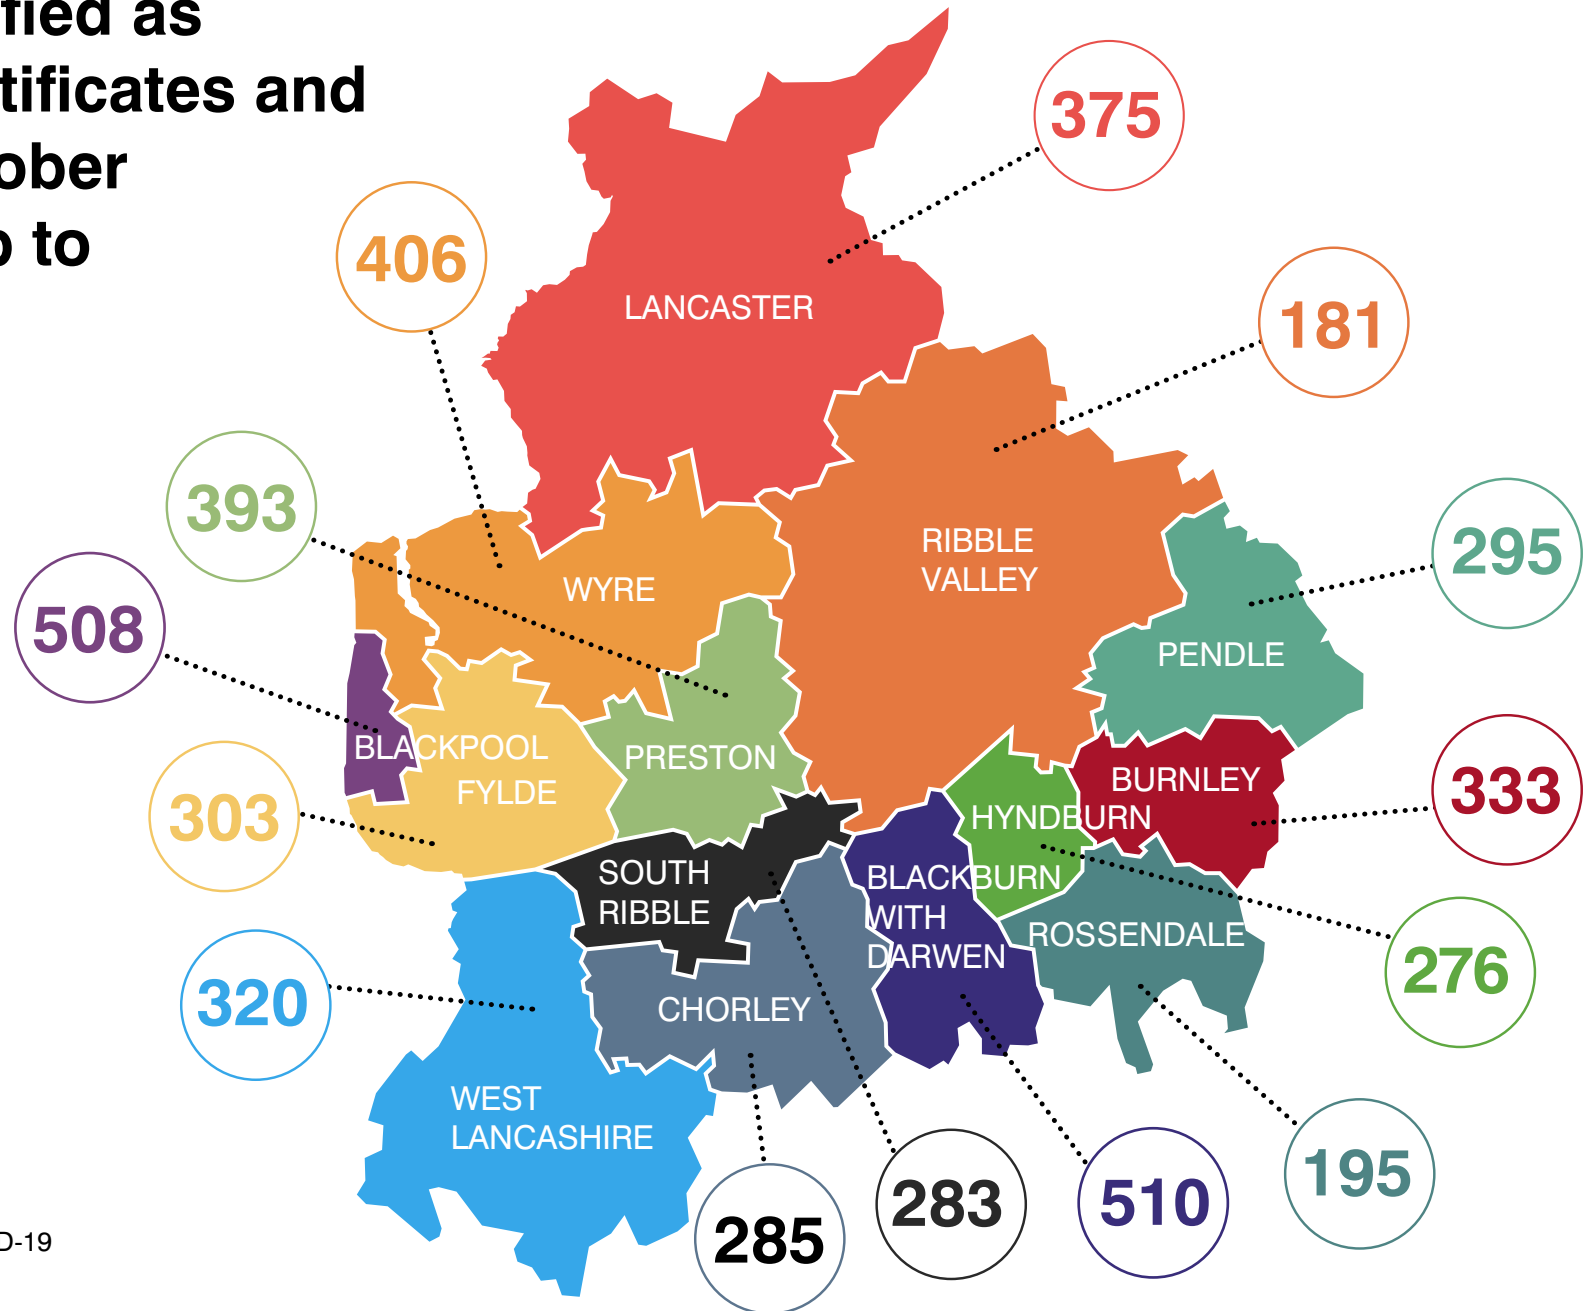 fied as
tificates and
ober
to
375
406
181
LANCASTER
393
295
RIBBLE
VALLEY
WYRE
508
PENDLE
BLACKPOOL
PRESTON
FYLDE
BURNLEY
333
303
HYNDBURN
SOUTH
RIBBLE
BLACKBURN
WITH
DARWEN
ROSSENDALE
276
320
CHORLEY
WEST
LANCASHIRE
195
283
510
285
D-19